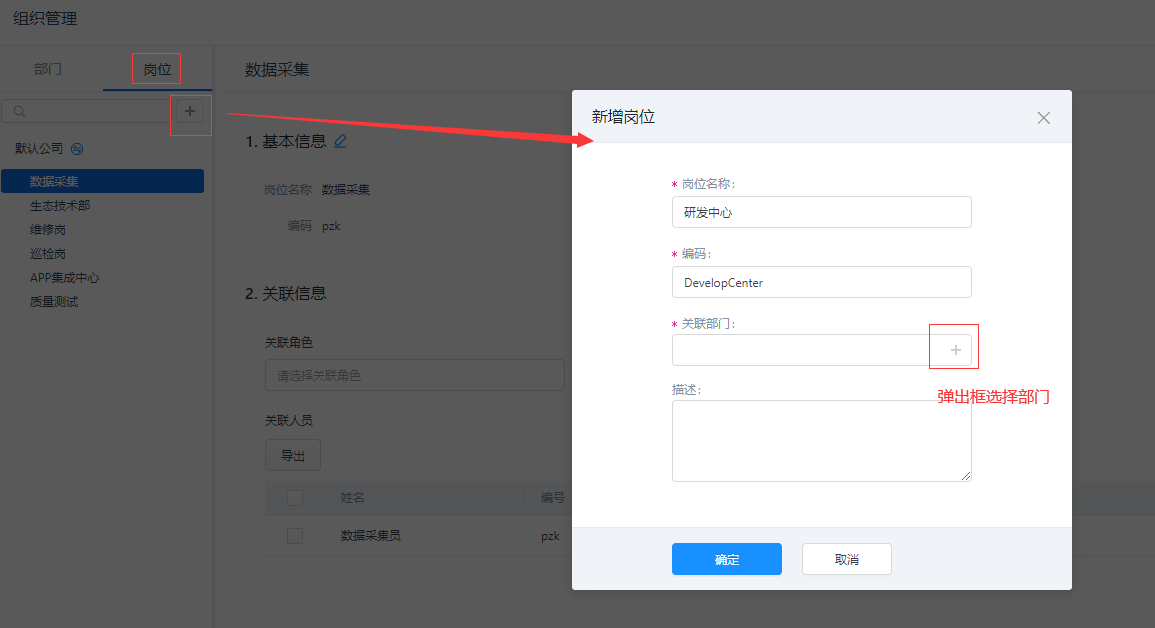 组织管理
部门
岗位
+
默认公司
数据采集
生态技术部
维修岗
巡检岗
APP集成中心
质量测试
数据采集
1. 基本信息
岗位名称 数据采集
编码 pzk
2. 关联信息
关联角色
请选择关联角色
关联人员
导出
姓名 编号
数据采集员 pzk
新增岗位
* 岗位名称:
研发中心
* 编码:
DevelopCenter
* 关联部门:
+
弹出框选择部门
描述:
确定 取消